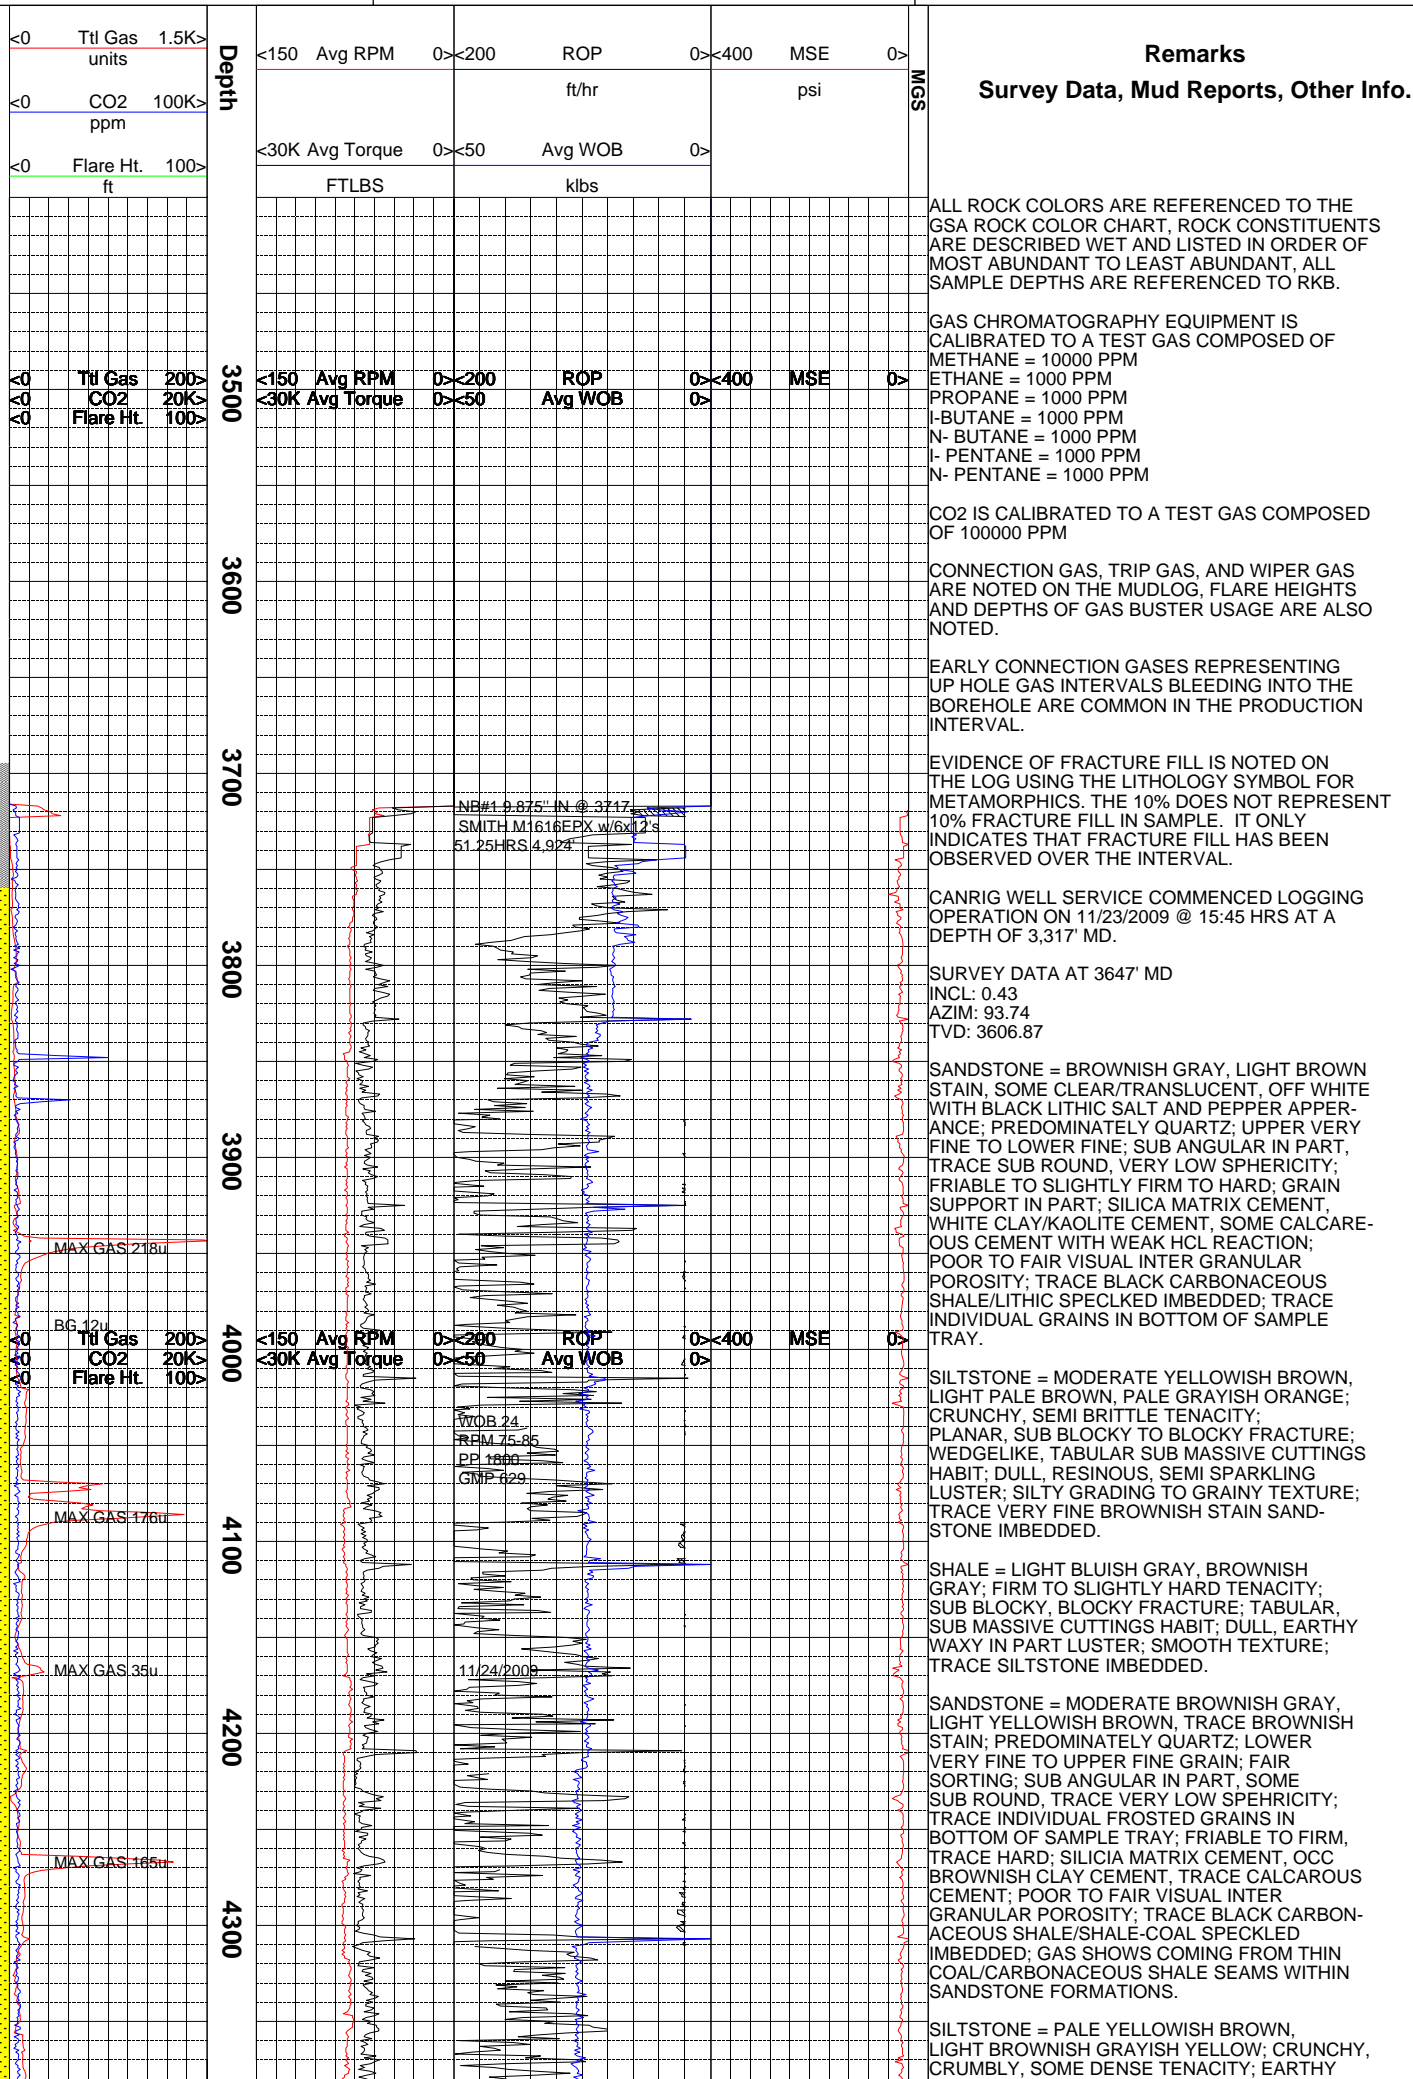 <0 Ttl Gas 1.5K>
units
<0 CO2 100K>
ppm
<0 Flare Ht. 100>
ft
Depth
<150 Avg RPM 0>
<30K Avg Torque 0>
FTLBS
<200 ROP 0>
ft/hr
<50 Avg WOB 0>
klbs
<400 MSE 0>
psi
MGS
Remarks
Survey Data, Mud Reports, Other Info.
<0 Ttl Gas 200> <150 Avg RPM 0><200 ROP 0><400 MSE 0>
<0 CO2 20K> <30K Avg Torque 0><50 Avg WOB 0>
<0 Flare Ht. 100>
3500
3600
3700
NB#1 9.875" IN @ 3717
SMITH M1616EPX w/6x12's
51.25HRS 4,924'
3800
3900
MAX GAS 218u
BG 12u
<0 Ttl Gas 200> <150 Avg RPM 0><200 ROP 0><400 MSE 0>
<0 CO2 20K> <30K Avg Torque 0><50 Avg WOB 0>
<0 Flare Ht. 100>
4000
WOB 24
RPM 75-85
PP 1800
GMP 629
MAX GAS 176u
4100
MAX GAS 35u
11/24/2009
4200
MAX GAS 165u
4300
ALL ROCK COLORS ARE REFERENCED TO THE
GSA ROCK COLOR CHART, ROCK CONSTITUENTS
ARE DESCRIBED WET AND LISTED IN ORDER OF
MOST ABUNDANT TO LEAST ABUNDANT, ALL
SAMPLE DEPTHS ARE REFERENCED TO RKB.
GAS CHROMATOGRAPHY EQUIPMENT IS
CALIBRATED TO A TEST GAS COMPOSED OF
METHANE = 10000 PPM
ETHANE = 1000 PPM
PROPANE = 1000 PPM
I-BUTANE = 1000 PPM
N- BUTANE = 1000 PPM
I- PENTANE = 1000 PPM
N- PENTANE = 1000 PPM
CO2 IS CALIBRATED TO A TEST GAS COMPOSED
OF 100000 PPM
CONNECTION GAS, TRIP GAS, AND WIPER GAS
ARE NOTED ON THE MUDLOG, FLARE HEIGHTS
AND DEPTHS OF GAS BUSTER USAGE ARE ALSO
NOTED.
EARLY CONNECTION GASES REPRESENTING
UP HOLE GAS INTERVALS BLEEDING INTO THE
BOREHOLE ARE COMMON IN THE PRODUCTION
INTERVAL.
EVIDENCE OF FRACTURE FILL IS NOTED ON
THE LOG USING THE LITHOLOGY SYMBOL FOR
METAMORPHICS. THE 10% DOES NOT REPRESENT
10% FRACTURE FILL IN SAMPLE.  IT ONLY
INDICATES THAT FRACTURE FILL HAS BEEN
OBSERVED OVER THE INTERVAL.
CANRIG WELL SERVICE COMMENCED LOGGING
OPERATION ON 11/23/2009 @ 15:45 HRS AT A
DEPTH OF 3,317' MD.
SURVEY DATA AT 3647' MD
INCL: 0.43
AZIM: 93.74
TVD: 3606.87
SANDSTONE = BROWNISH GRAY, LIGHT BROWN
STAIN, SOME CLEAR/TRANSLUCENT, OFF WHITE
WITH BLACK LITHIC SALT AND PEPPER APPER-
ANCE; PREDOMINATELY QUARTZ; UPPER VERY
FINE TO LOWER FINE; SUB ANGULAR IN PART,
TRACE SUB ROUND, VERY LOW SPHERICITY;
FRIABLE TO SLIGHTLY FIRM TO HARD; GRAIN
SUPPORT IN PART; SILICA MATRIX CEMENT,
WHITE CLAY/KAOLITE CEMENT, SOME CALCARE-
OUS CEMENT WITH WEAK HCL REACTION;
POOR TO FAIR VISUAL INTER GRANULAR
POROSITY; TRACE BLACK CARBONACEOUS
SHALE/LITHIC SPECLKED IMBEDDED; TRACE
INDIVIDUAL GRAINS IN BOTTOM OF SAMPLE
TRAY.
SILTSTONE = MODERATE YELLOWISH BROWN,
LIGHT PALE BROWN, PALE GRAYISH ORANGE;
CRUNCHY, SEMI BRITTLE TENACITY;
PLANAR, SUB BLOCKY TO BLOCKY FRACTURE;
WEDGELIKE, TABULAR SUB MASSIVE CUTTINGS
HABIT; DULL, RESINOUS, SEMI SPARKLING
LUSTER; SILTY GRADING TO GRAINY TEXTURE;
TRACE VERY FINE BROWNISH STAIN SAND-
STONE IMBEDDED.
SHALE = LIGHT BLUISH GRAY, BROWNISH
GRAY; FIRM TO SLIGHTLY HARD TENACITY;
SUB BLOCKY, BLOCKY FRACTURE; TABULAR,
SUB MASSIVE CUTTINGS HABIT; DULL, EARTHY
WAXY IN PART LUSTER; SMOOTH TEXTURE;
TRACE SILTSTONE IMBEDDED.
SANDSTONE = MODERATE BROWNISH GRAY,
LIGHT YELLOWISH BROWN, TRACE BROWNISH
STAIN; PREDOMINATELY QUARTZ; LOWER
VERY FINE TO UPPER FINE GRAIN; FAIR
SORTING; SUB ANGULAR IN PART, SOME
SUB ROUND, TRACE VERY LOW SPEHRICITY;
TRACE INDIVIDUAL FROSTED GRAINS IN
BOTTOM OF SAMPLE TRAY; FRIABLE TO FIRM,
TRACE HARD; SILICIA MATRIX CEMENT, OCC
BROWNISH CLAY CEMENT, TRACE CALCAROUS
CEMENT; POOR TO FAIR VISUAL INTER
GRANULAR POROSITY; TRACE BLACK CARBON-
ACEOUS SHALE/SHALE-COAL SPECKLED
IMBEDDED; GAS SHOWS COMING FROM THIN
COAL/CARBONACEOUS SHALE SEAMS WITHIN
SANDSTONE FORMATIONS.
SILTSTONE = PALE YELLOWISH BROWN,
LIGHT BROWNISH GRAYISH YELLOW; CRUNCHY,
CRUMBLY, SOME DENSE TENACITY; EARTHY